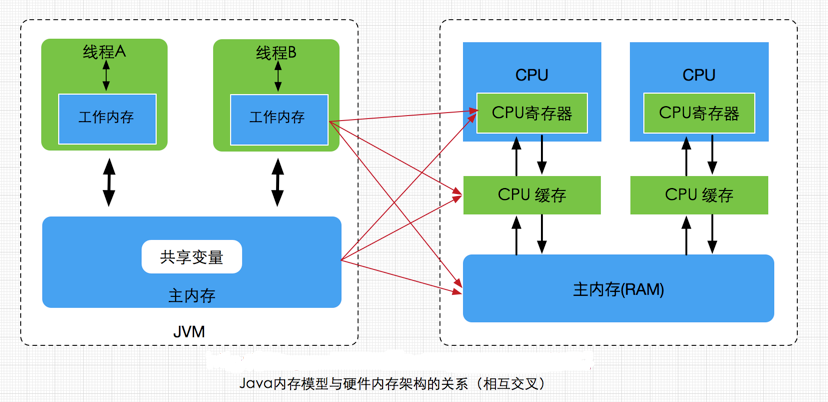 线程A
线程B
工作内存
工作内存
共享变量
主内存
JVM
CPU
CPU
CPU寄存器
CPU寄存器
CPU 缓存
CPU 缓存
主内存(RAM)
Java内存模型与硬件内存架构的关系（相互交叉）